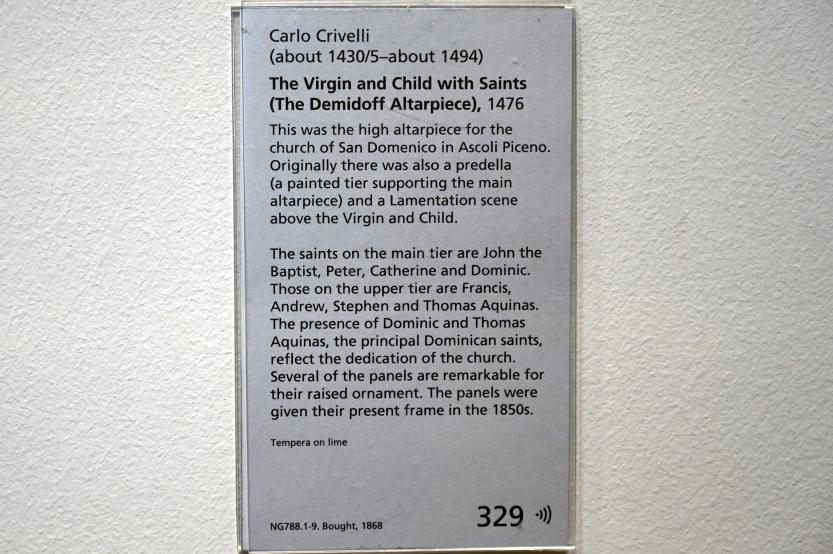 Carlo Crivelli
(about 1430/5–about 1494)
The Virgin and Child with Saints
(The Demidoff Altarpiece), 1476
This was the high altarpiece for the
church of San Domenico in Ascoli Piceno.
Originally there was also a predella
(a painted tier supporting the main
altarpiece) and a Lamentation scene
above the Virgin and Child.
The saints on the main tier are John the
Baptist, Peter, Catherine and Dominic.
Those on the upper tier are Francis,
Andrew, Stephen and Thomas Aquinas.
The presence of Dominic and Thomas
Aquinas, the principal Dominican saints,
reflect the dedication of the church.
Several of the panels are remarkable for
their raised ornament. The panels were
given their present frame in the 1850s.
Tempera on lime
NG788.1-9. Bought, 1868
329